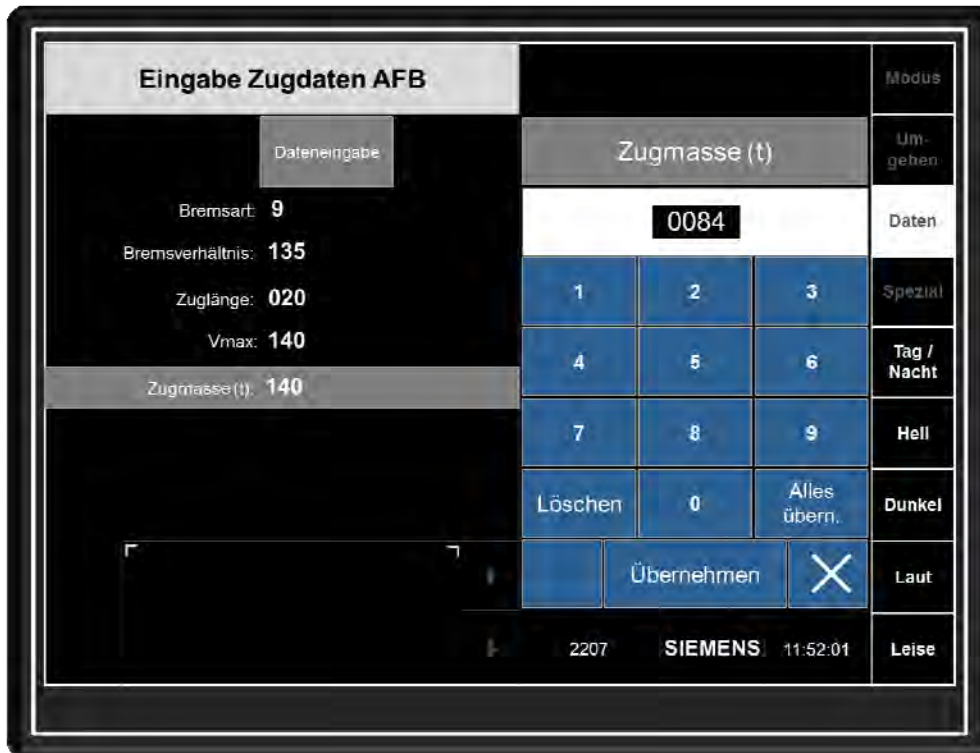 Eingabe Zugdaten AFB
Dateneingabe
Bremsart: 9
Bremsverhältnis: 135
Zuglänge: 020
Vmax: 140
Zugmasse (t): 140
Zugmasse (t)
0084
1 2 3
4 5 6
7 8 9
Löschen 0 Alles
übern.
Übernehmen
2207 SIEMENS 11:52:01
Modus
Um-
gehen
Daten
Spezial
Tag /
Nacht
Hell
Dunkel
Laut
Leise